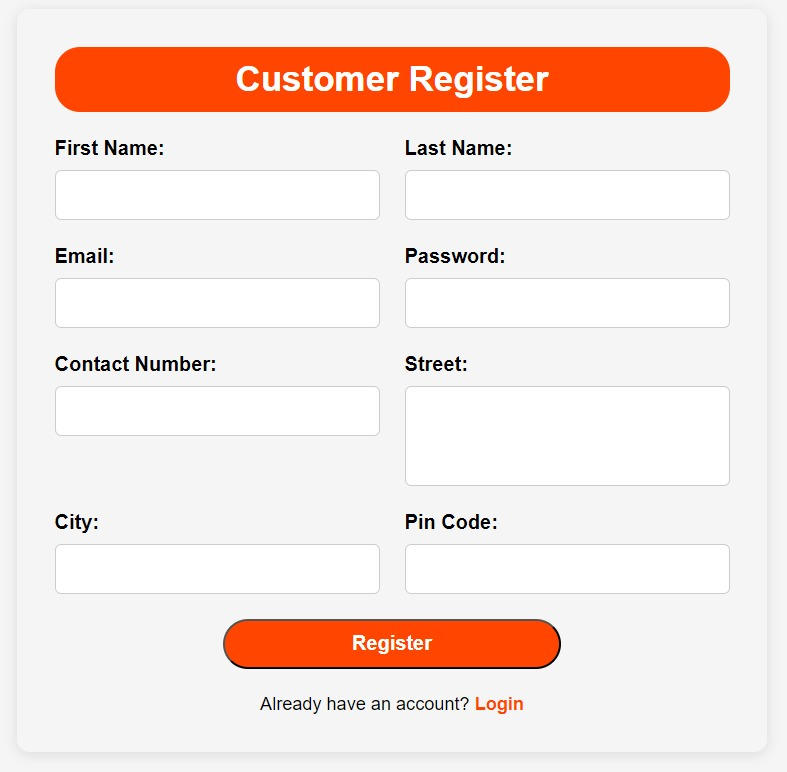 Customer Register
First Name:
Last Name:
Email:
Password:
Contact Number:
Street:
City:
Pin Code:
Register
Already have an account? Login